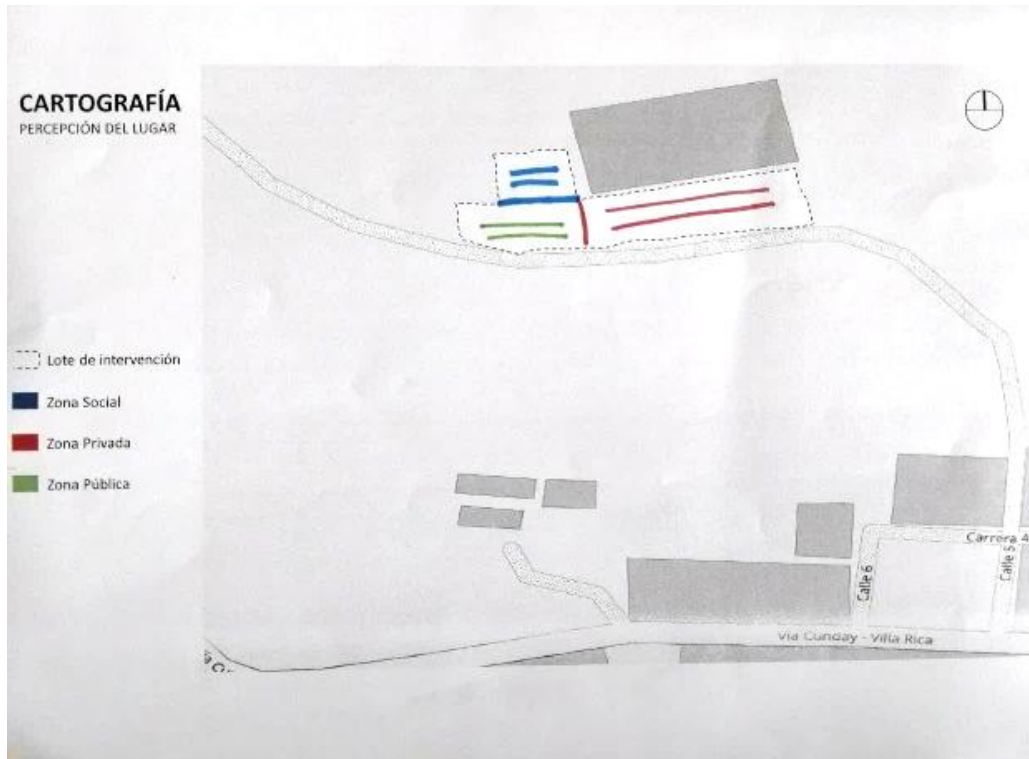 CARTOGRAFÍA
PERCEPCIÓN DEL LUGAR
Lote de intervención
Zona Social
Zona Privada
Zona Pública
Carrera 4
Calle 5
Calle 6
Via Cunday - Villa Rica